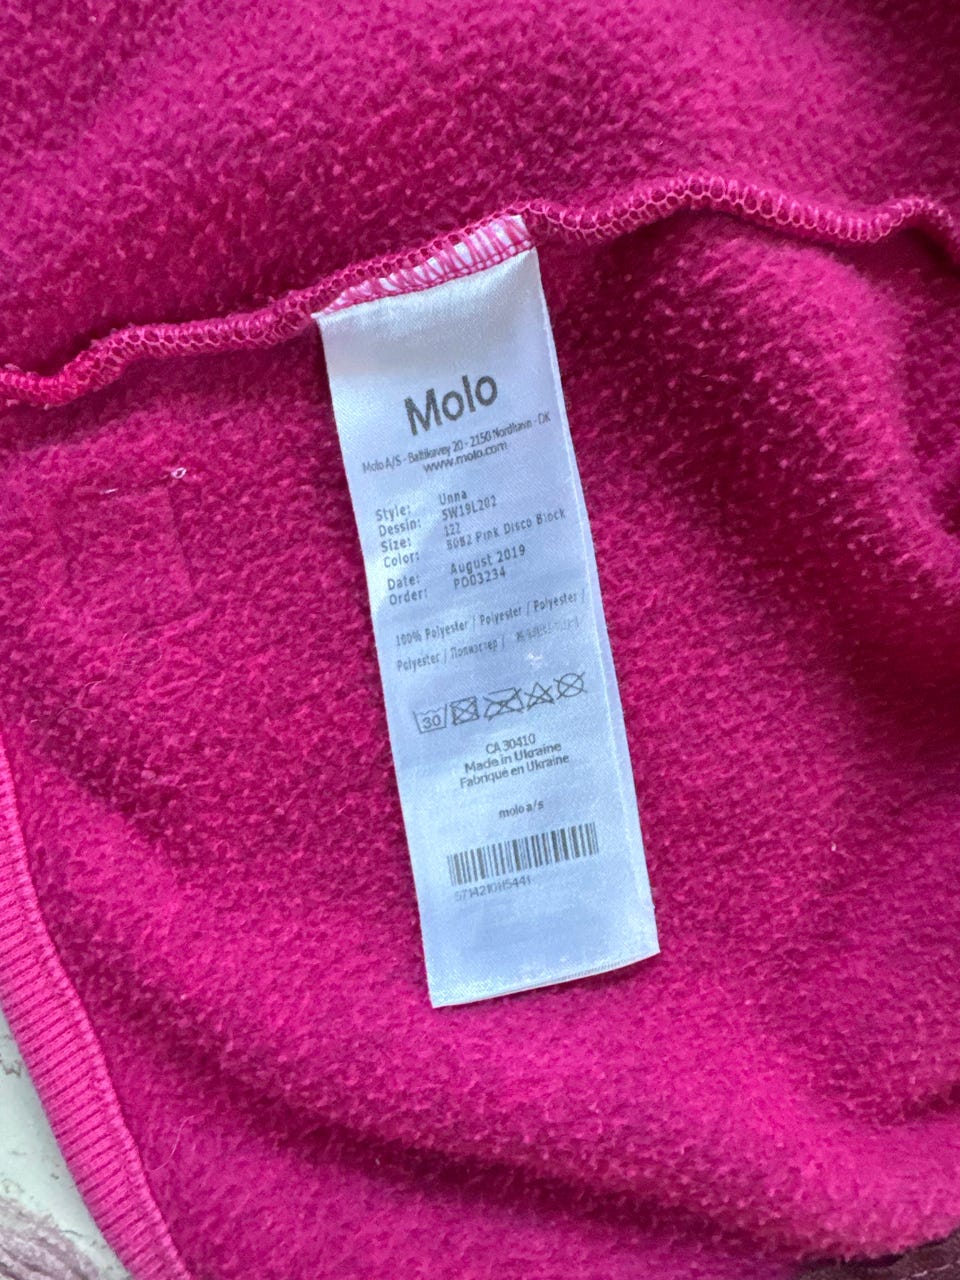 Molo
Molo A/S - Baltikavej 20 - 2150 Nordhavn - DK
www.molo.com
Style: Unna
Dessin: SW19L202
Size: 122
Color: 8082 Pink Disco Block
Date: August 2019
Order: PO03234
100% Polyester / Polyester / Polyester /
Polyester / Полиэстер /
30
CA 30410
Made in Ukraine
Fabriqué en Ukraine
molo a/s